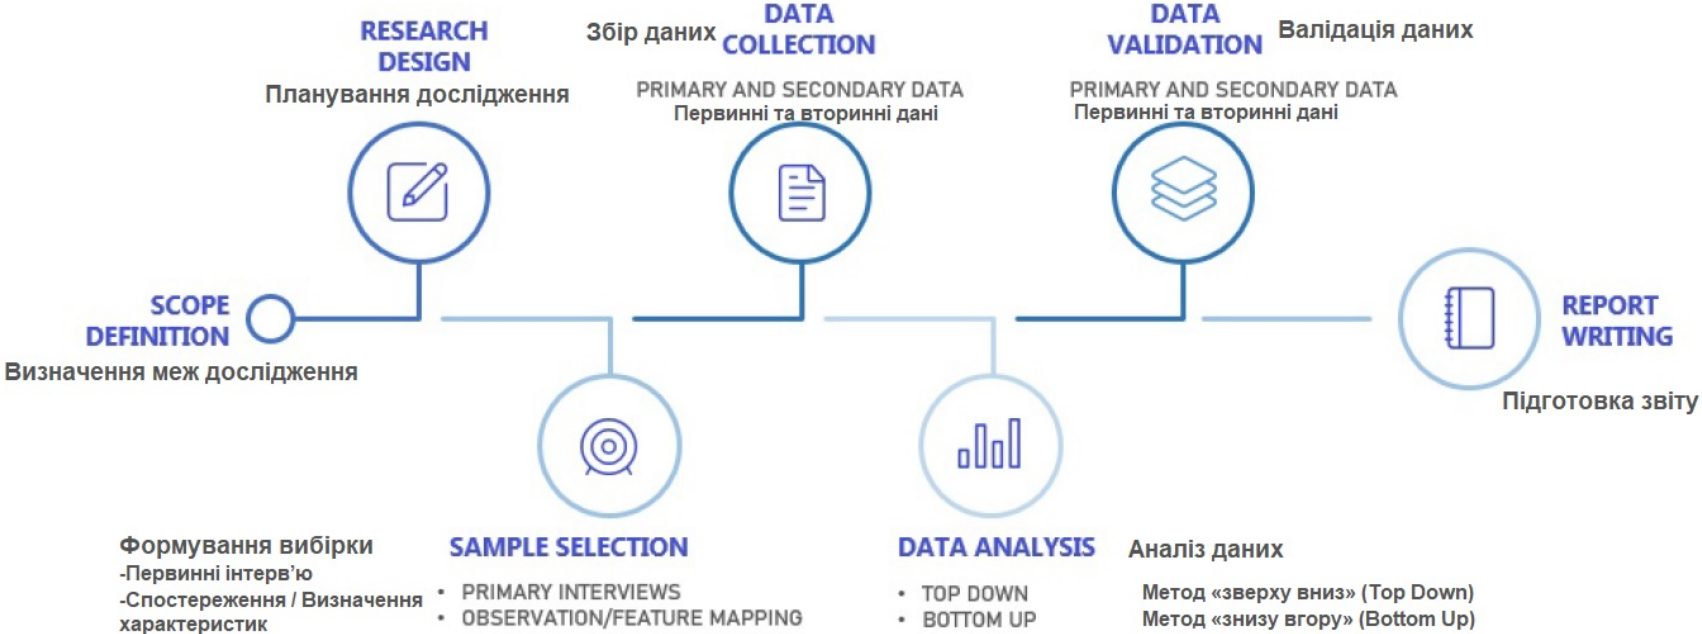 RESEARCH
DESIGN
Планування дослідження
Збір даних
DATA
COLLECTION
PRIMARY AND SECONDARY DATA
Первинні та вторинні дані
DATA
VALIDATION
Валідація даних
PRIMARY AND SECONDARY DATA
Первинні та вторинні дані
SCOPE
DEFINITION
Визначення меж дослідження
REPORT
WRITING
Підготовка звіту
Формування вибірки
-Первинні інтерв’ю
-Спостереження / Визначення
характеристик
SAMPLE SELECTION
• PRIMARY INTERVIEWS
• OBSERVATION/FEATURE MAPPING
DATA ANALYSIS
• TOP DOWN
• BOTTOM UP
Аналіз даних
Метод «зверху вниз» (Top Down)
Метод «знизу вгору» (Bottom Up)